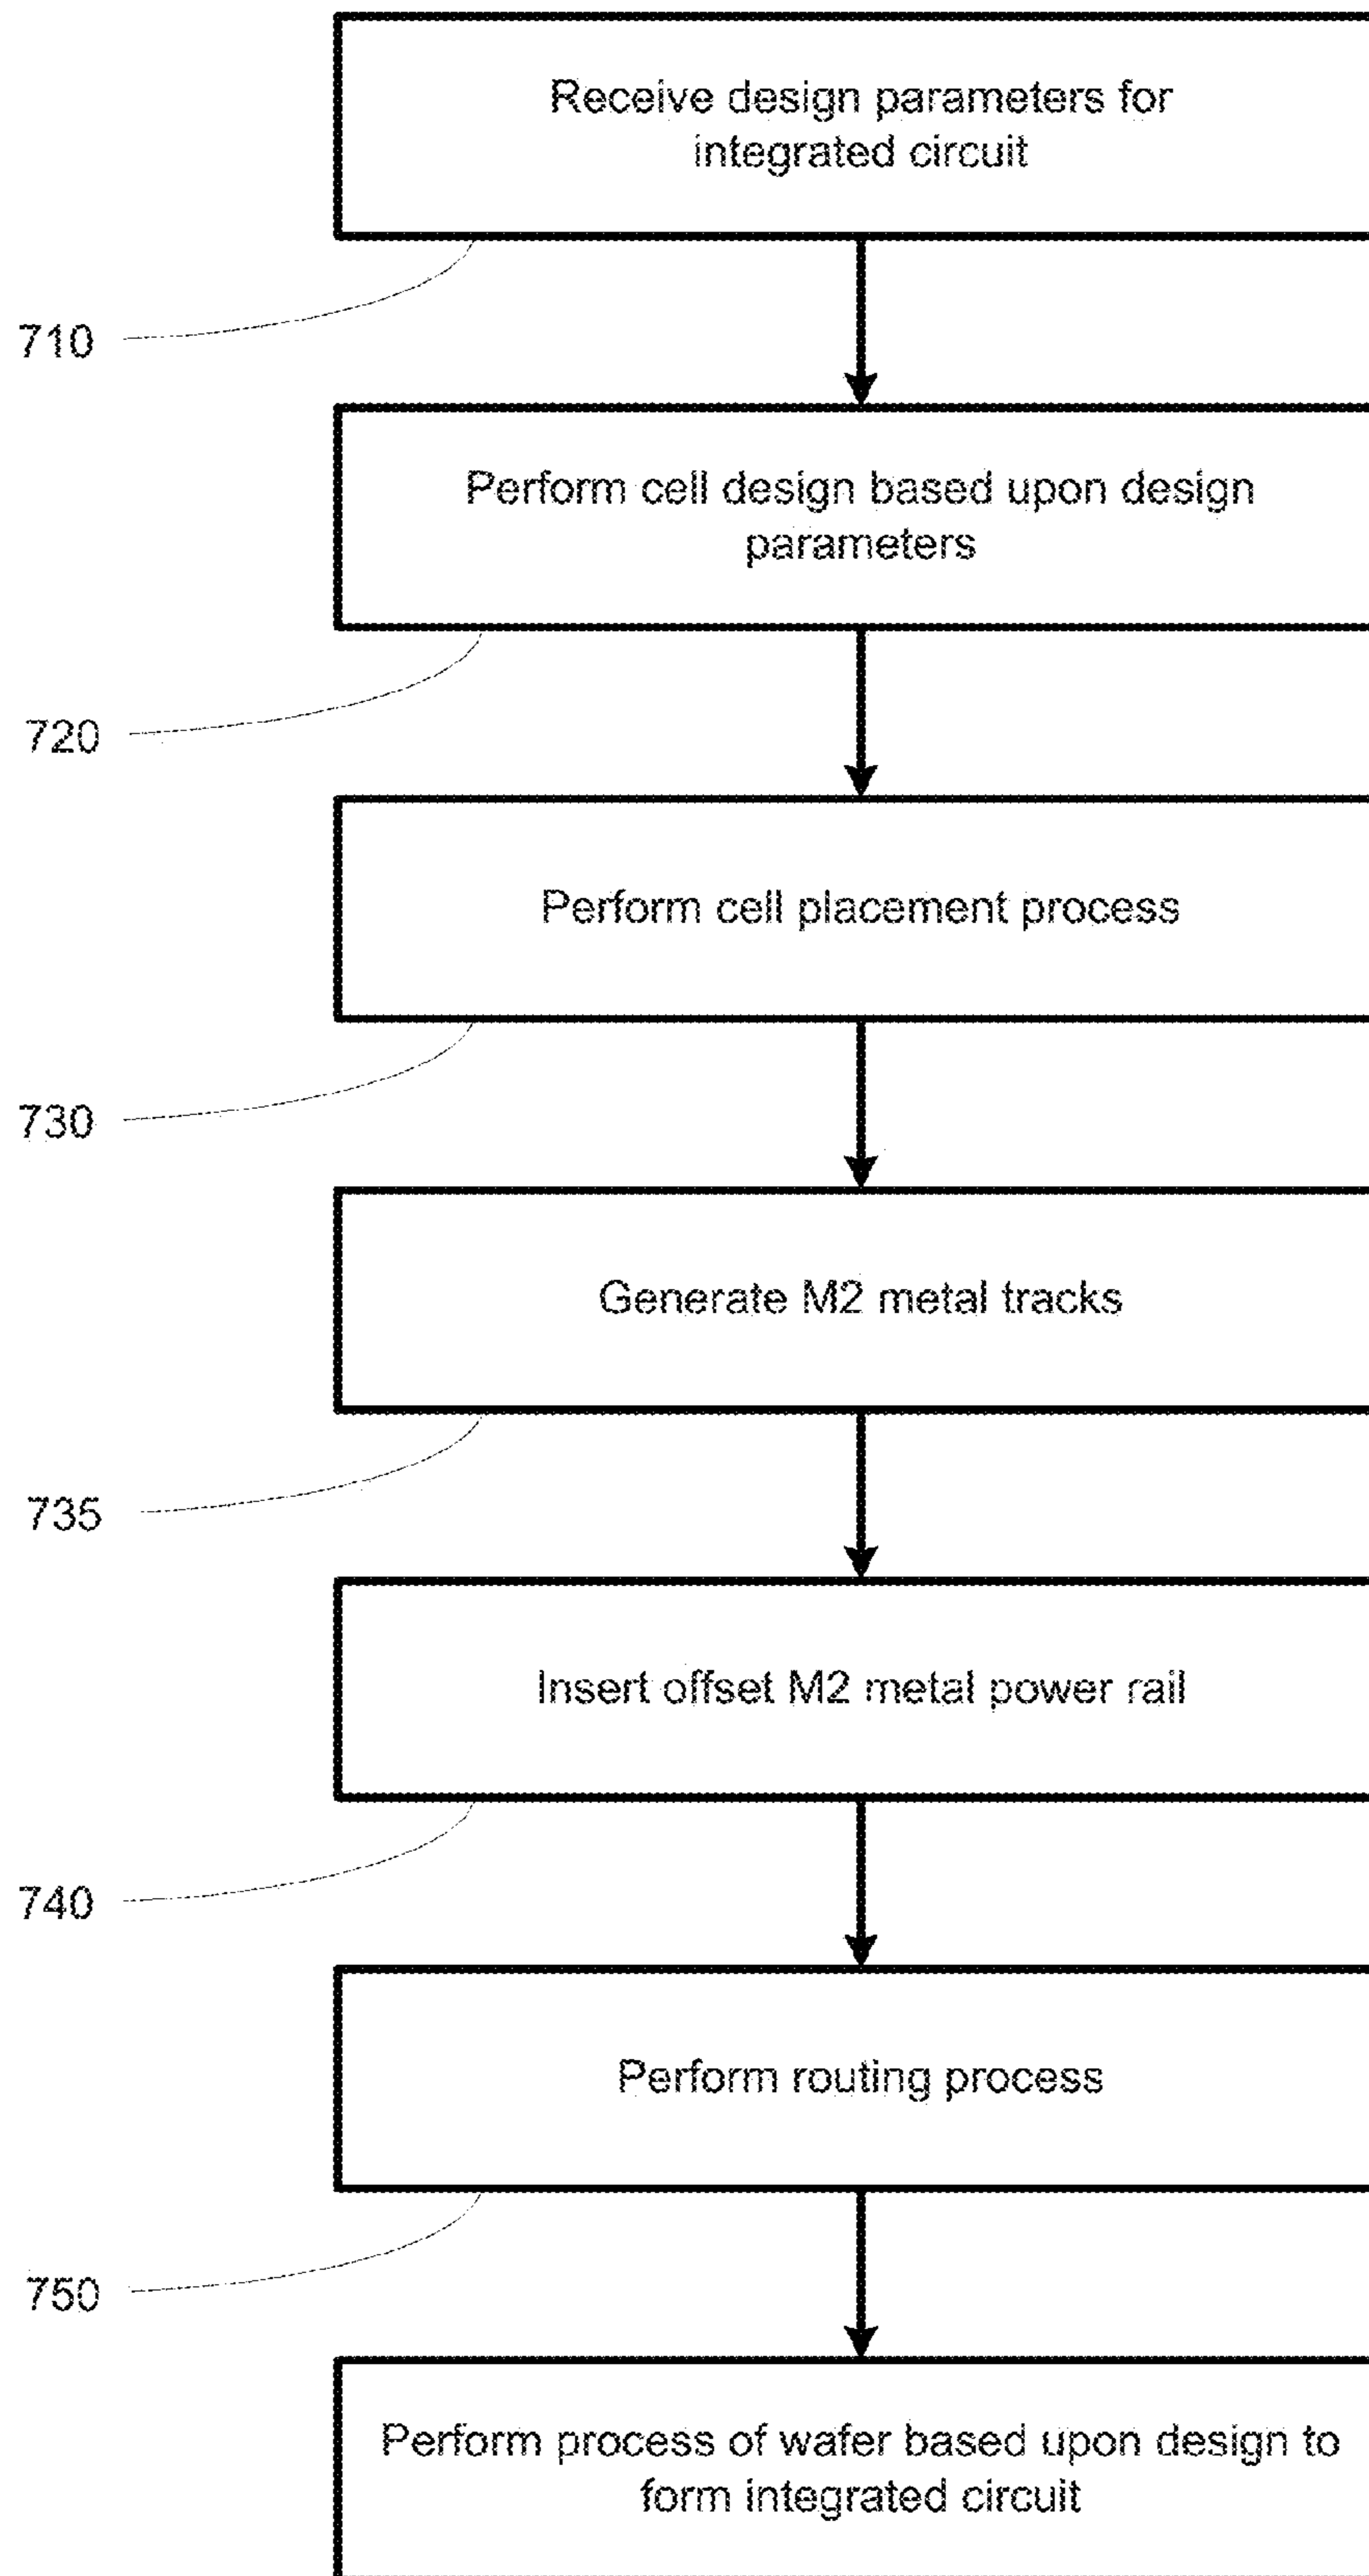 Receive design parameters for
integrated circuit
710
Perform cell design based upon design
parameters
720
Perform cell placement process
730
Generate M2 metal tracks
735
Insert offset M2 metal power rail
740
Perform routing process
750
Perform process of wafer based upon design to
form integrated circuit